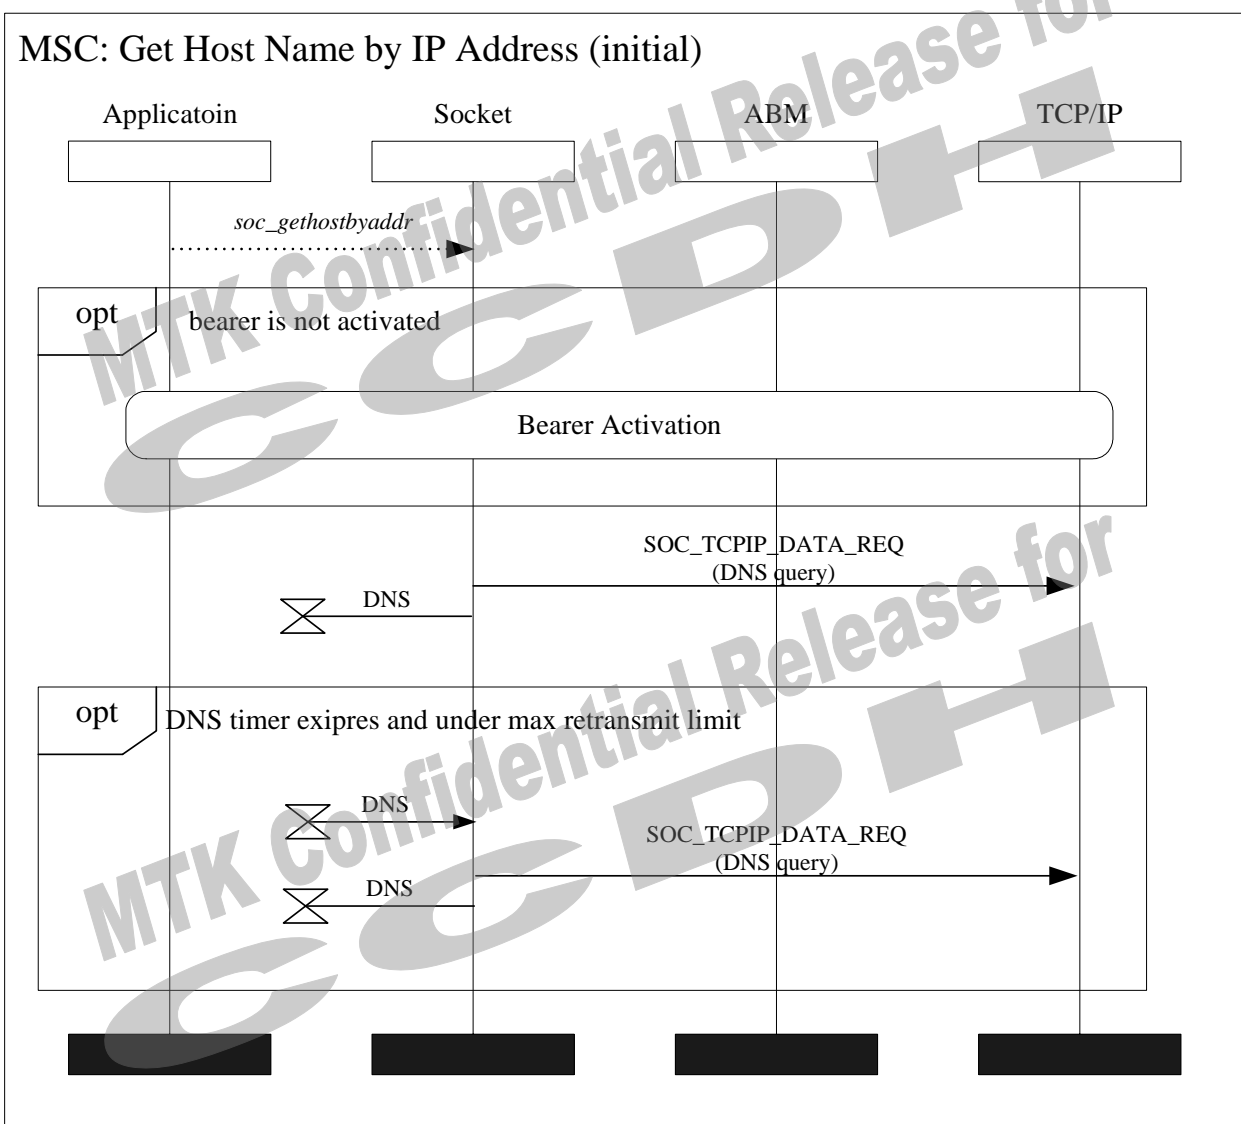 MSC: Get Host Name by IP Address (initial)
Applicatoin
Socket
ABM
TCP/IP
soc_gethostbyaddr
opt
bearer is not activated
Bearer Activation
SOC_TCPIP_DATA_REQ
(DNS query)
DNS
opt
DNS timer exipres and under max retransmit limit
DNS
SOC_TCPIP_DATA_REQ
(DNS query)
DNS
MTK Confidential Release for
CCDH
MTK Confidential Release for
CCDH